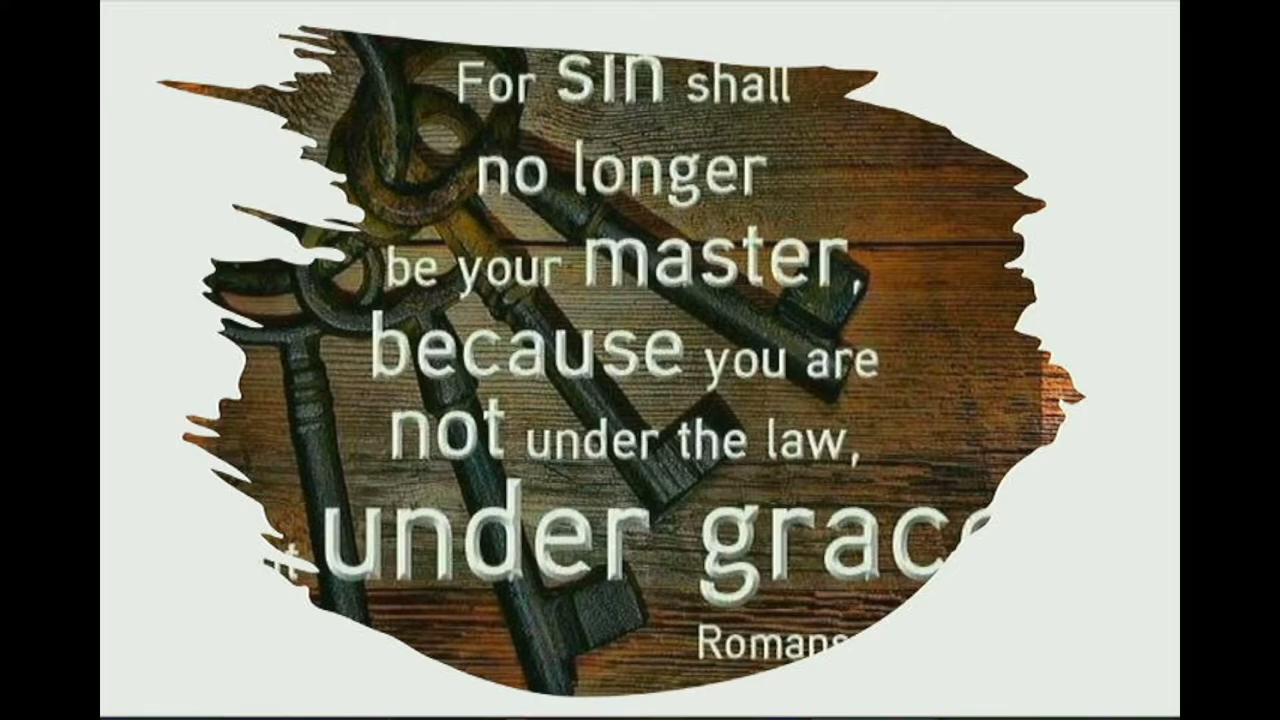 For sin shall
no longer
be your master,
because you are
not under the law,
under grac
Romans